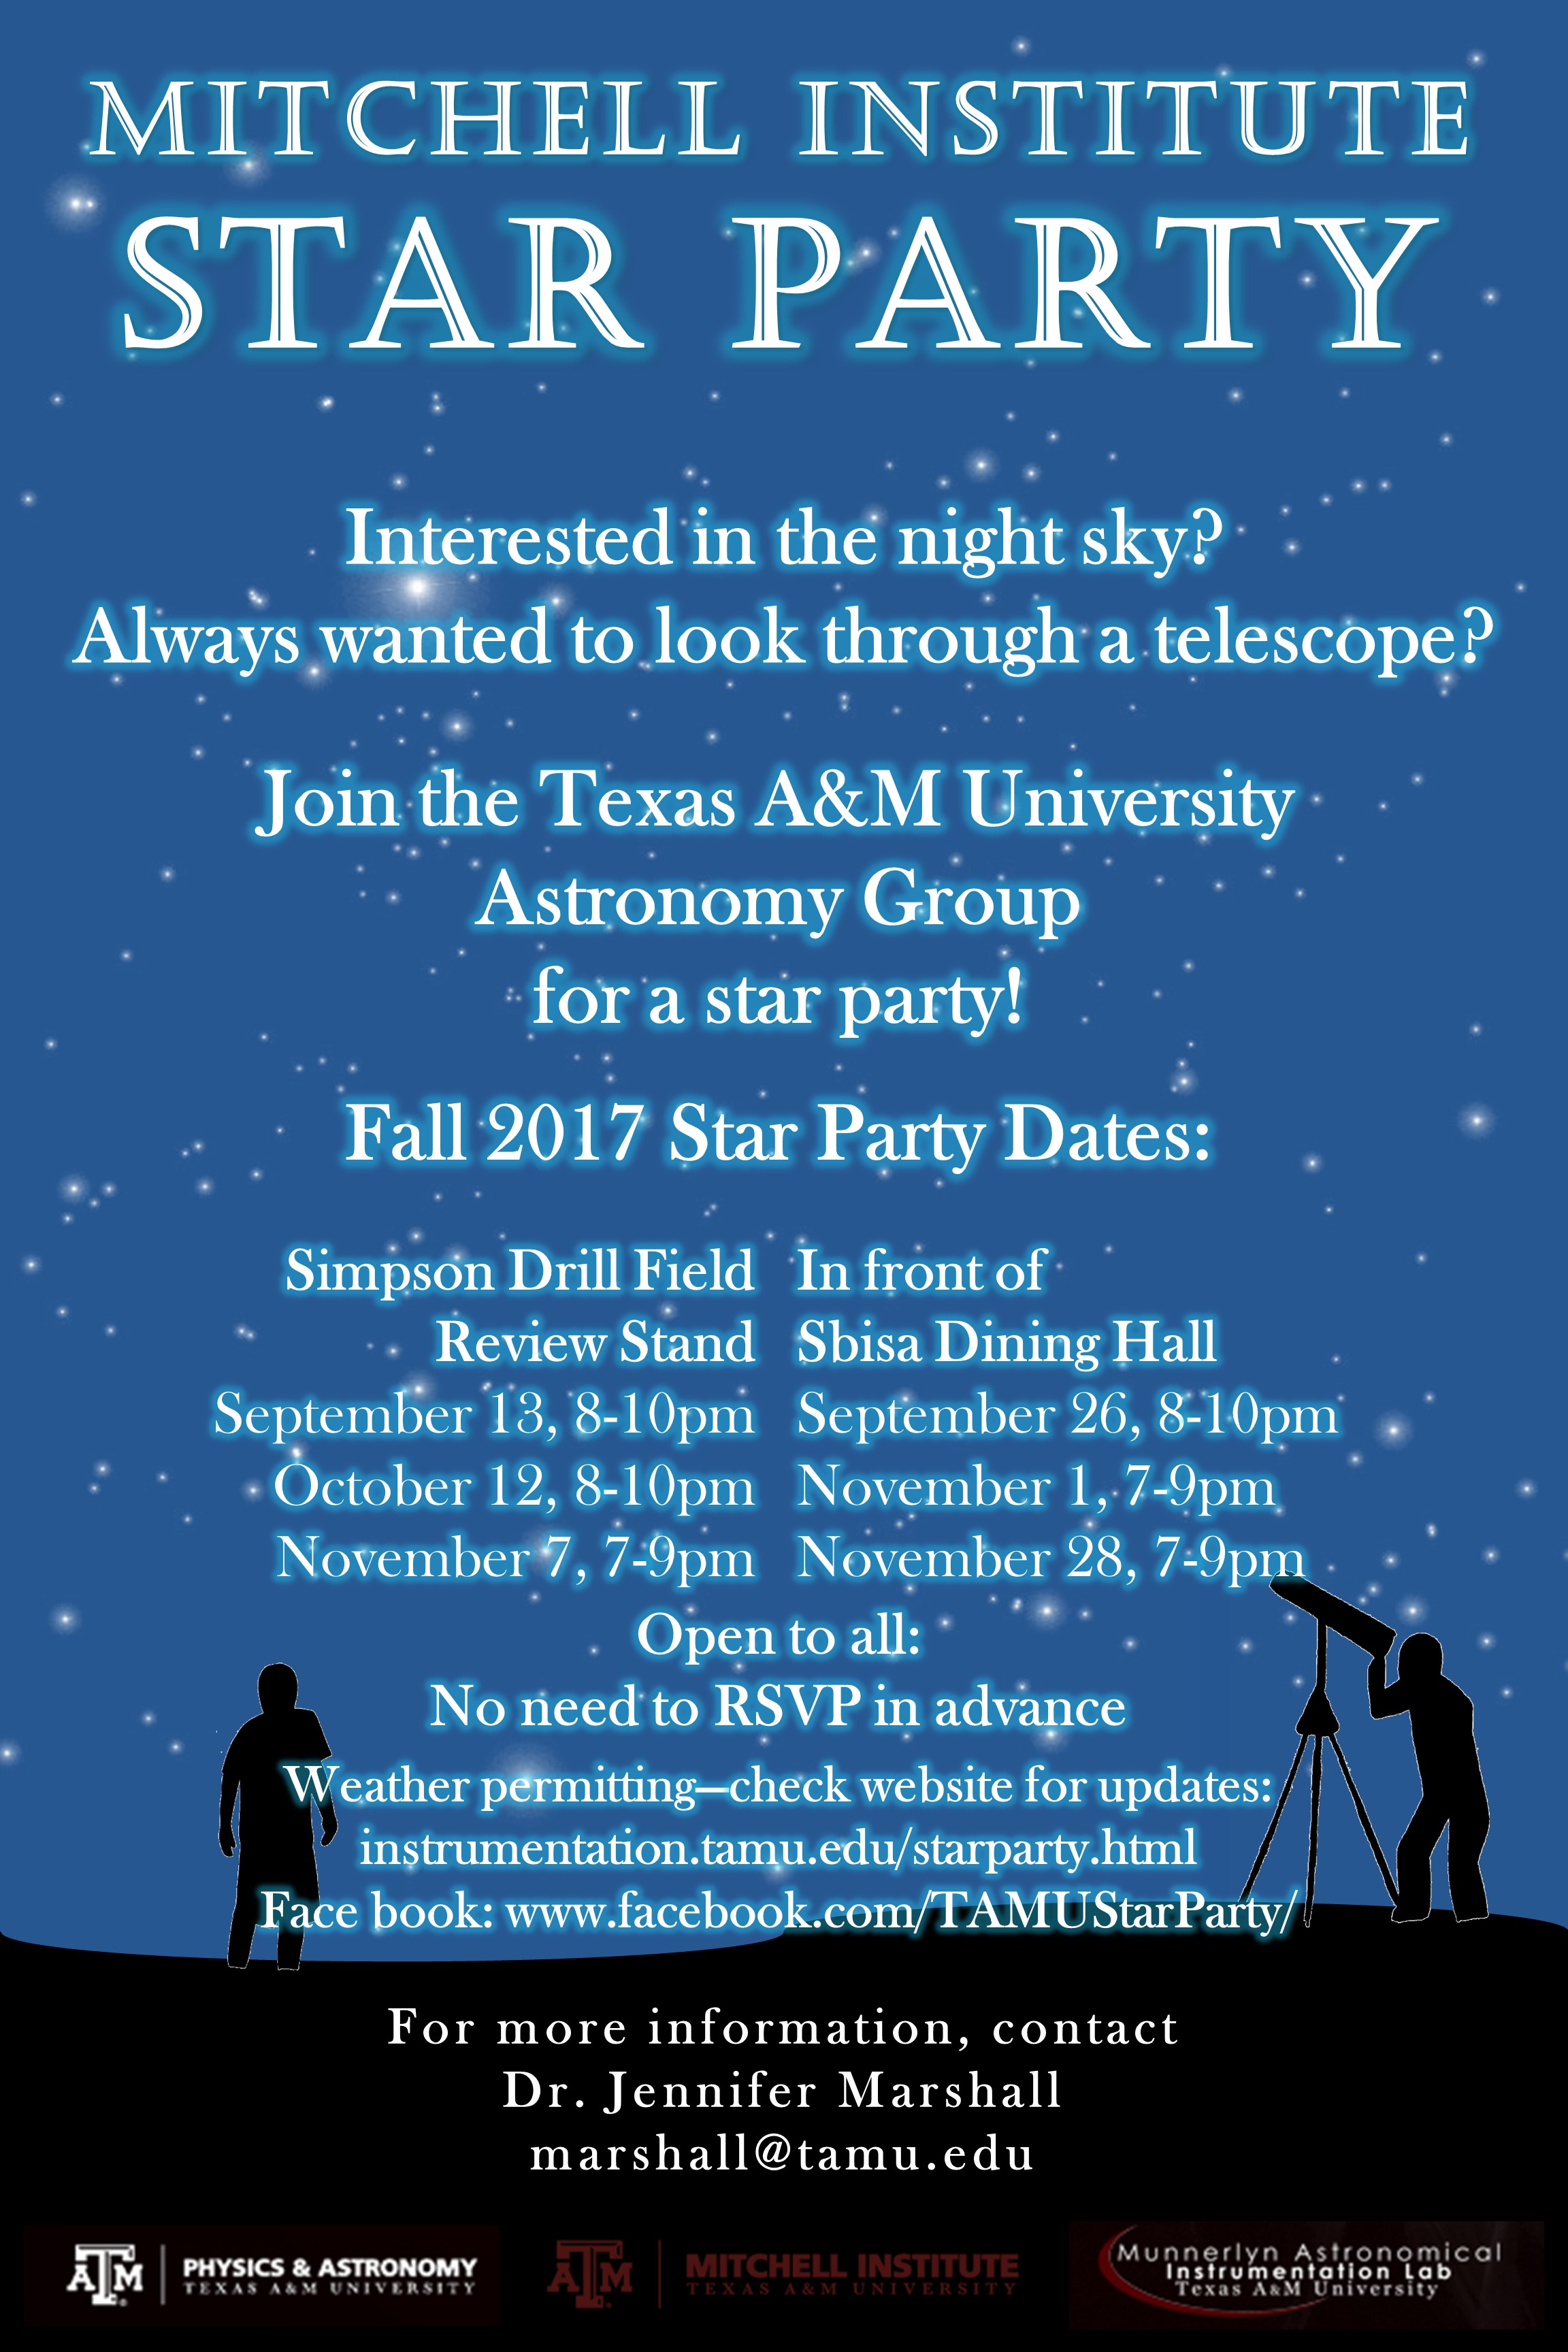 MITCHELL INSTITUTE
STAR PARTY
Interested in the night sky?
Always wanted to look through a telescope?
Join the Texas A&M University
Astronomy Group
for a star party!
Fall 2017 Star Party Dates:
Simpson Drill Field
Review Stand
September 13, 8-10pm
October 12, 8-10pm
November 7, 7-9pm
In front of
Sbisa Dining Hall
September 26, 8-10pm
November 1, 7-9pm
November 28, 7-9pm
Open to all:
No need to RSVP in advance
Weather permitting—check website for updates:
instrumentation.tamu.edu/starparty.html
Face book: www.facebook.com/TAMUStarParty/
For more information, contact
Dr. Jennifer Marshall
marshall@tamu.edu
ATM
PHYSICS & ASTRONOMY
TEXAS A&M UNIVERSITY
ATM
MITCHELL INSTITUTE
TEXAS A&M UNIVERSITY
Munnerlyn Astronomical
Instrumentation Lab
Texas A&M University